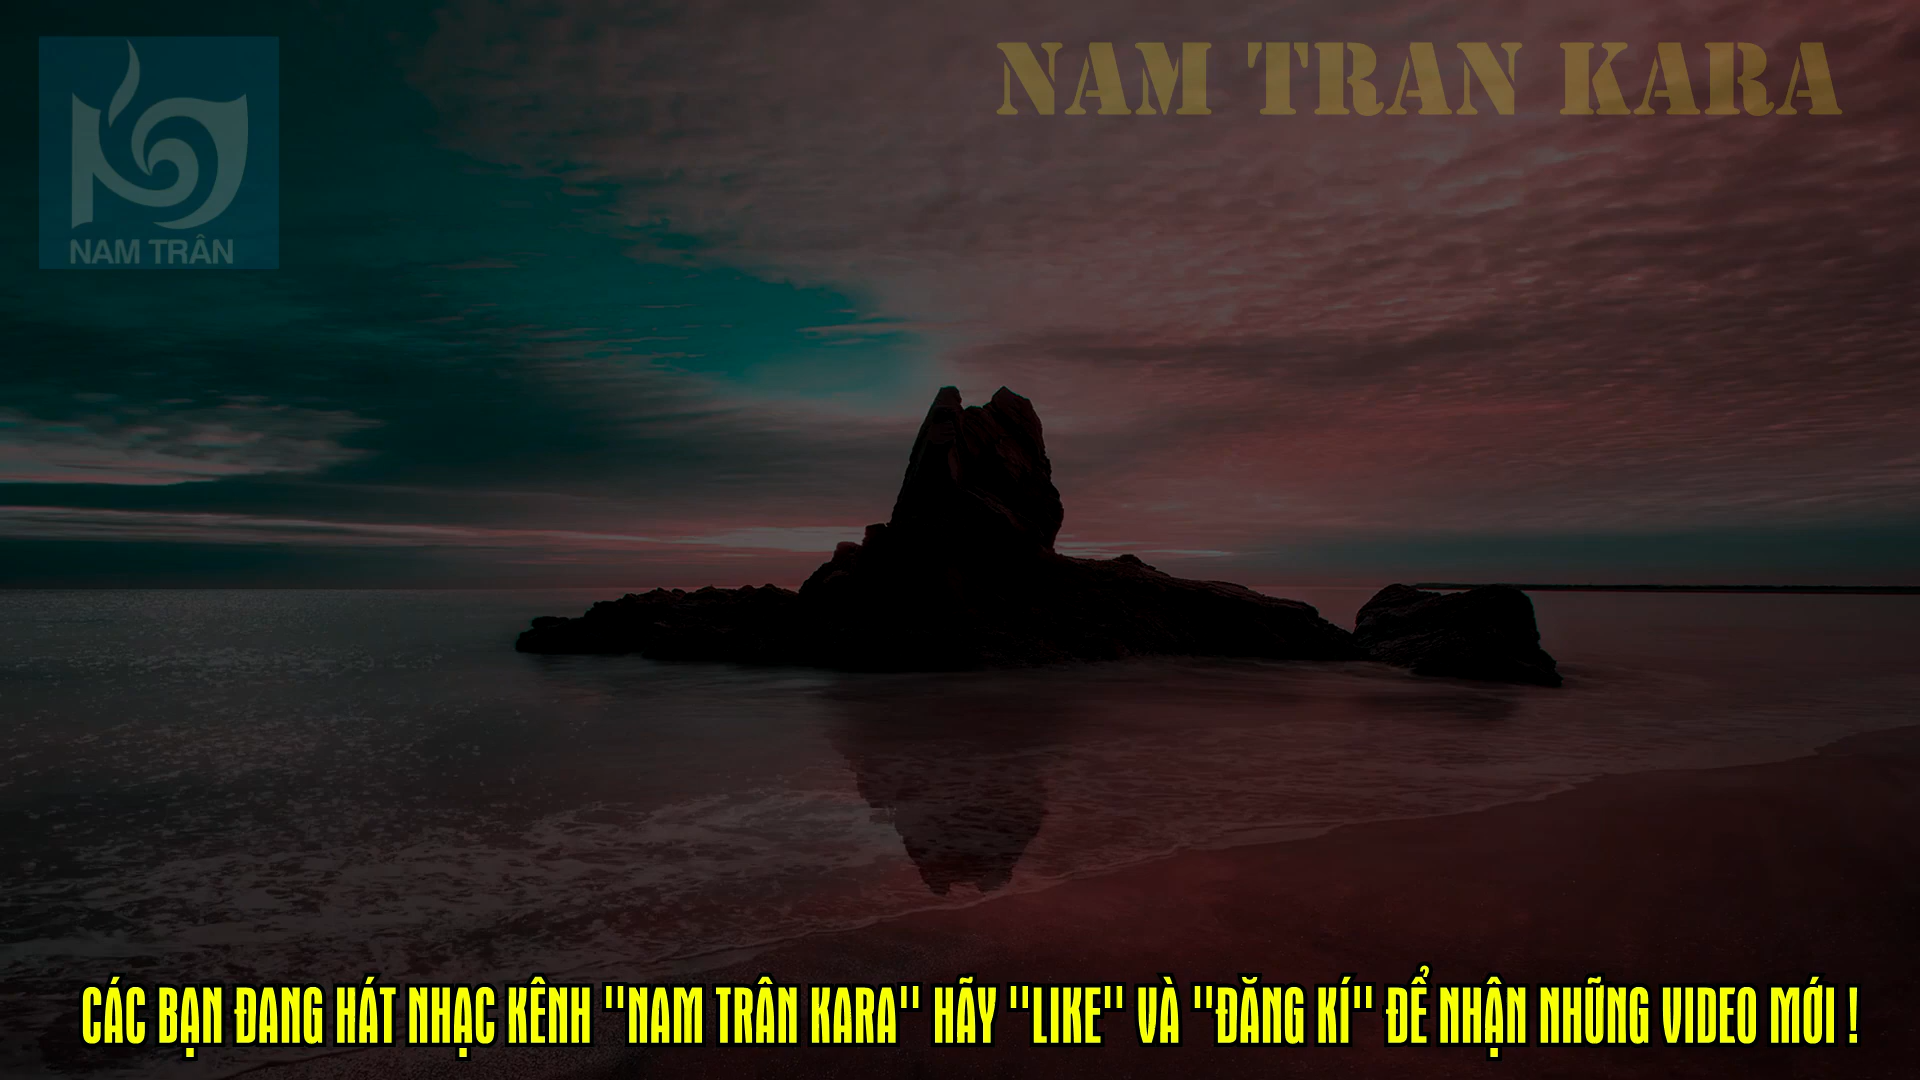 NAM TRAN KARA
NAM TRÂN
CÁC BẠN ĐANG HÁT NHẠC KÊNH "NAM TRÂN KARA" HÃY "LIKE" VÀ "ĐĂNG KÍ" ĐỂ NHẬN NHỮNG VIDEO MỚI !